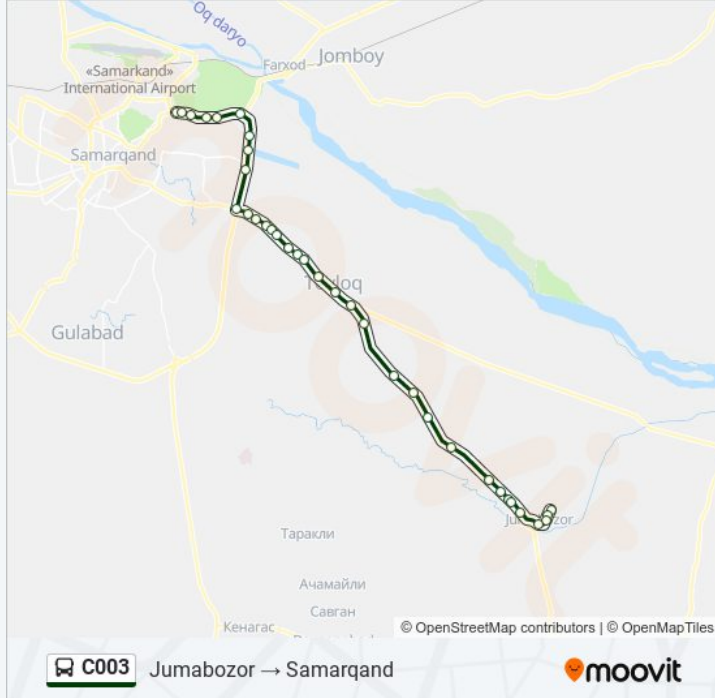 Oq daryo
Farxod
Jomboy
«Samarkand»
International Airport
Samarqand
Gulabad
Jumabozor
Таракли
Ачамайли
Савган
Кенагас
© OpenStreetMap contributors | © OpenMapTiles
C003 Jumabozor → Samarqand
moovit